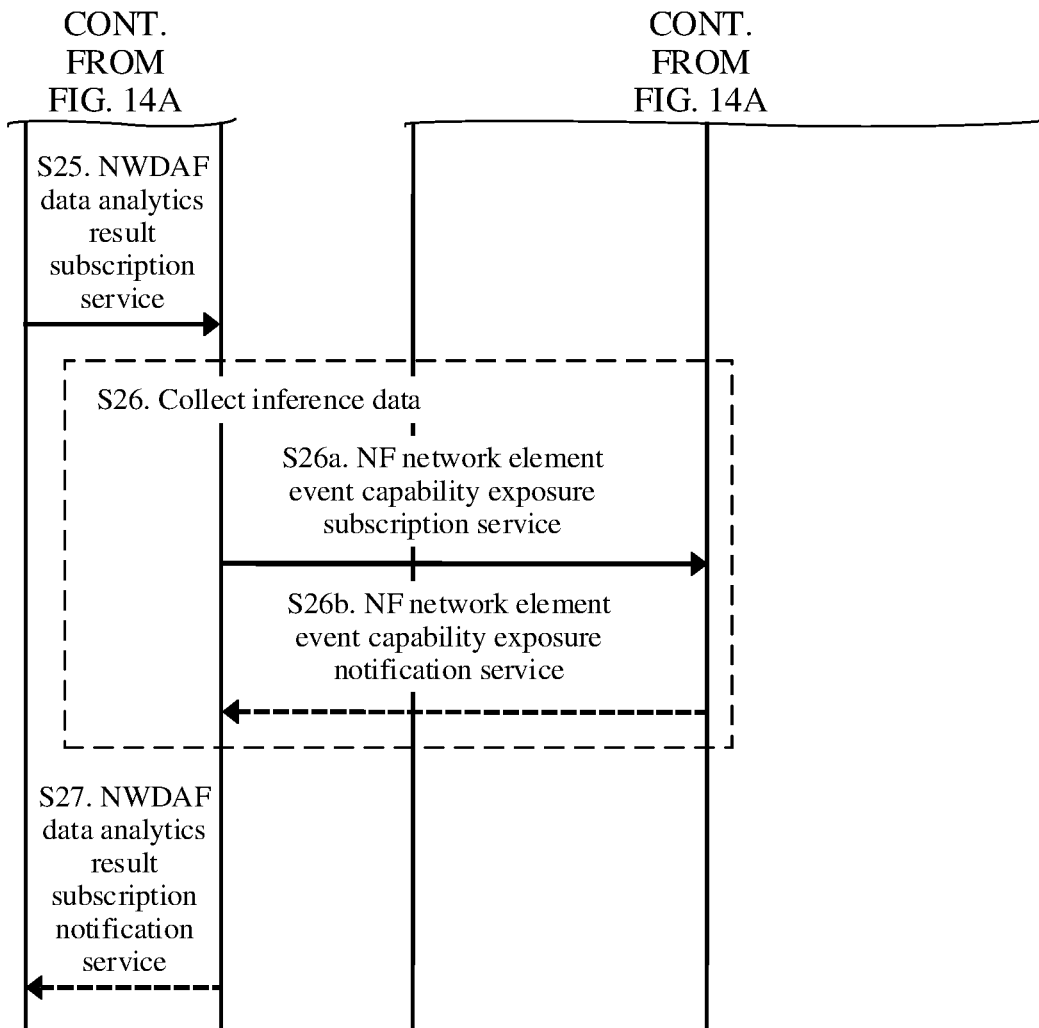 CONT.
FROM
FIG. 14A
CONT.
FROM
FIG. 14A
S25. NWDAF
data analytics
result
subscription
service
S26. Collect inference data
S26a. NF network element
event capability exposure
subscription service
S26b. NF network element
event capability exposure
notification service
S27. NWDAF
data analytics
result
subscription
notification
service